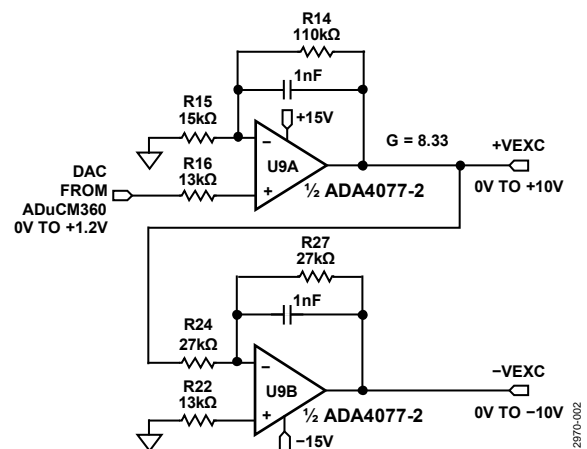 R14
110kΩ
1nF
R15
15kΩ
+15V
−
+
U9A
G = 8.33
+VEXC
0V TO +10V
½ ADA4077-2
R16
13kΩ
DAC
FROM
ADuCM360
0V TO +1.2V
R27
27kΩ
1nF
R24
27kΩ
−
+
U9B
−VEXC
0V TO −10V
½ ADA4077-2
R22
13kΩ
−15V
2970-002